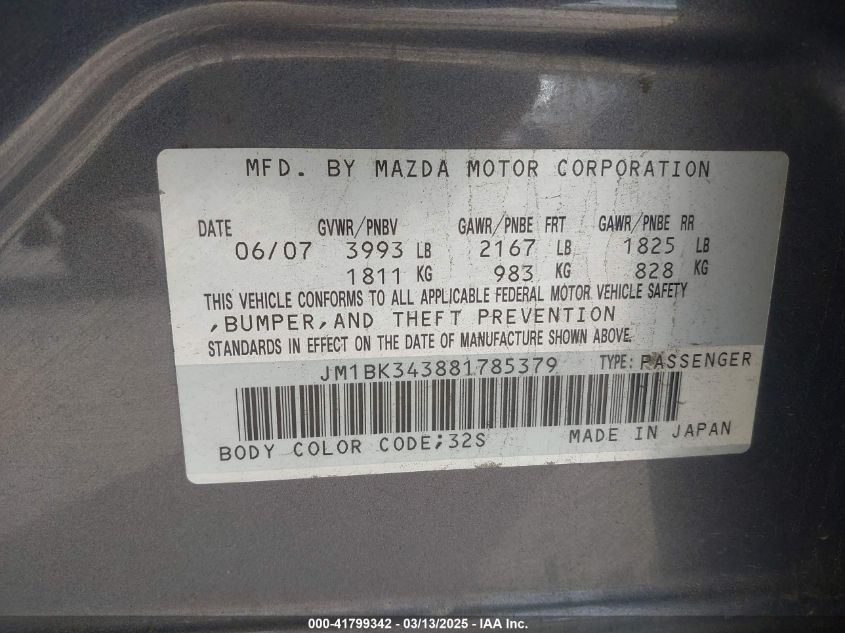 MFD. BY MAZDA MOTOR CORPORATION
DATE GVWR/PNBV GAWR/PNBE FRT GAWR/PNBE RR
06/07 3993 LB 2167 LB 1825 LB
1811 KG 983 KG 828 KG
THIS VEHICLE CONFORMS TO ALL APPLICABLE FEDERAL MOTOR VEHICLE SAFETY
,BUMPER,AND THEFT PREVENTION
STANDARDS IN EFFECT ON THE DATE OF MANUFACTURE SHOWN ABOVE.
JM1BK343881785379 TYPE: PASSENGER
BODY COLOR CODE;32S MADE IN JAPAN
000-41799342 - 03/13/2025 - IAA Inc.